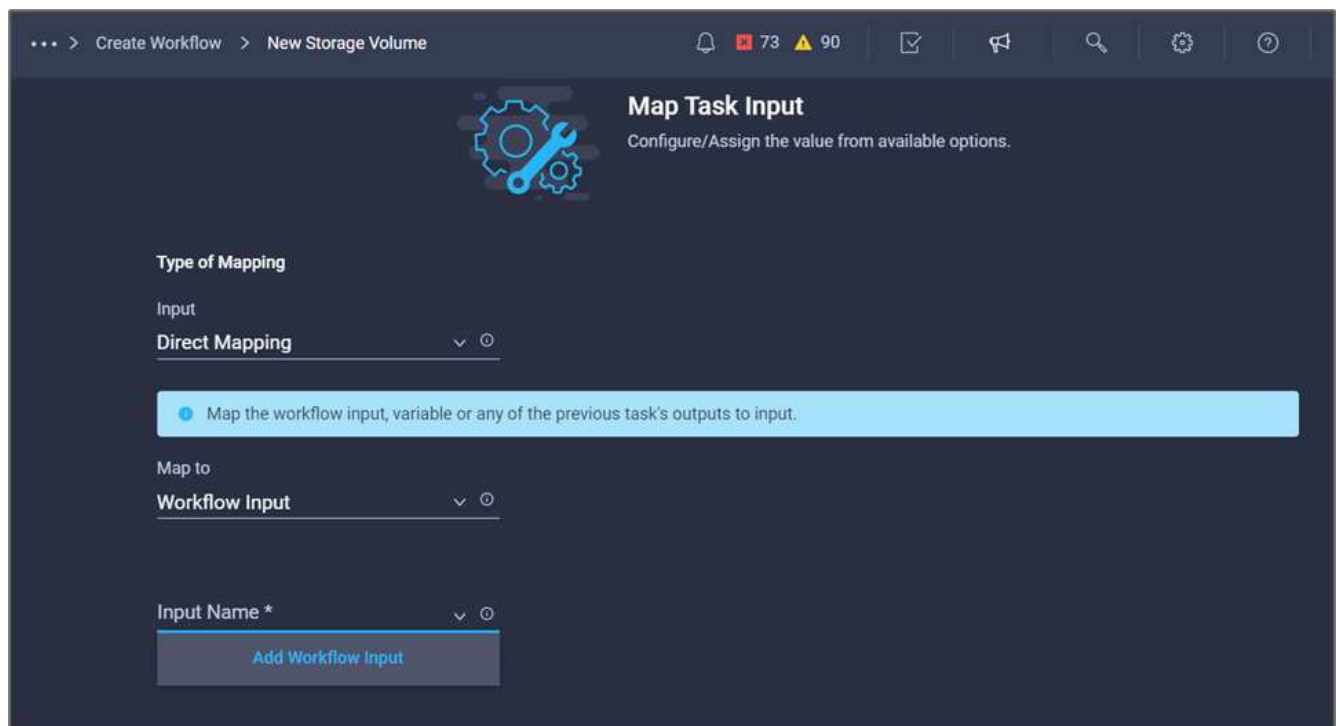 ••• > Create Workflow > New Storage Volume 73 90
Map Task Input
Configure/Assign the value from available options.
Type of Mapping
Input
Direct Mapping
Map the workflow input, variable or any of the previous task's outputs to input.
Map to
Workflow Input
Input Name *
Add Workflow Input